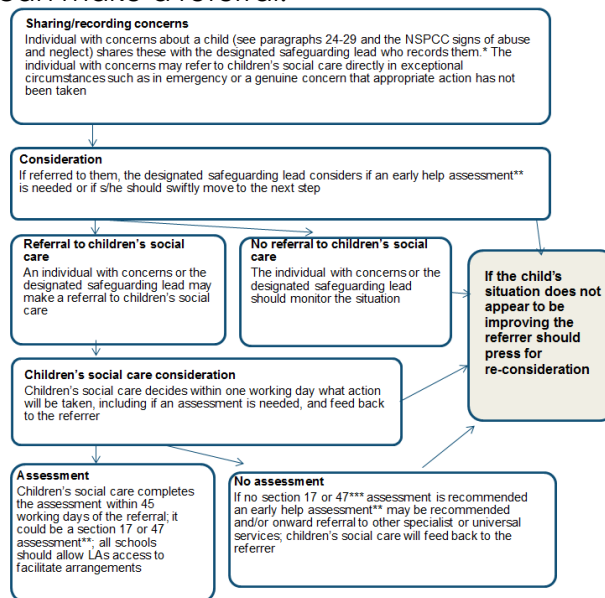 can make a referral.
Sharing/recording concerns
Individual with concerns about a child (see paragraphs 24-29 and the NSPCC signs of abuse
and neglect) shares these with the designated safeguarding lead who records them.* The
individual with concerns may refer to children's social care directly in exceptional
circumstances such as in emergency or a genuine concern that appropriate action has not
been taken
Consideration
If referred to them, the designated safeguarding lead considers if an early help assessment**
is needed or if s/he should swiftly move to the next step
Referral to children's social
care
An individual with concerns or the
designated safeguarding lead may
make a referral to children's social
care
No referral to children's social
care
The individual with concerns or the
designated safeguarding lead
should monitor the situation
If the child's
situation does not
appear to be
improving the
referrer should
press for
re-consideration
Children's social care consideration
Children's social care decides within one working day what action
will be taken, including if an assessment is needed, and feed back
to the referrer
Assessment
Children's social care completes
the assessment within 45
working days of the referral; it
could be a section 17 or 47
assessment**; all schools
should allow LAs access to
facilitate arrangements
No assessment
If no section 17 or 47*** assessment is recommended
an early help assessment** may be recommended
and/or onward referral to other specialist or universal
services; children's social care will feed back to the
referrer